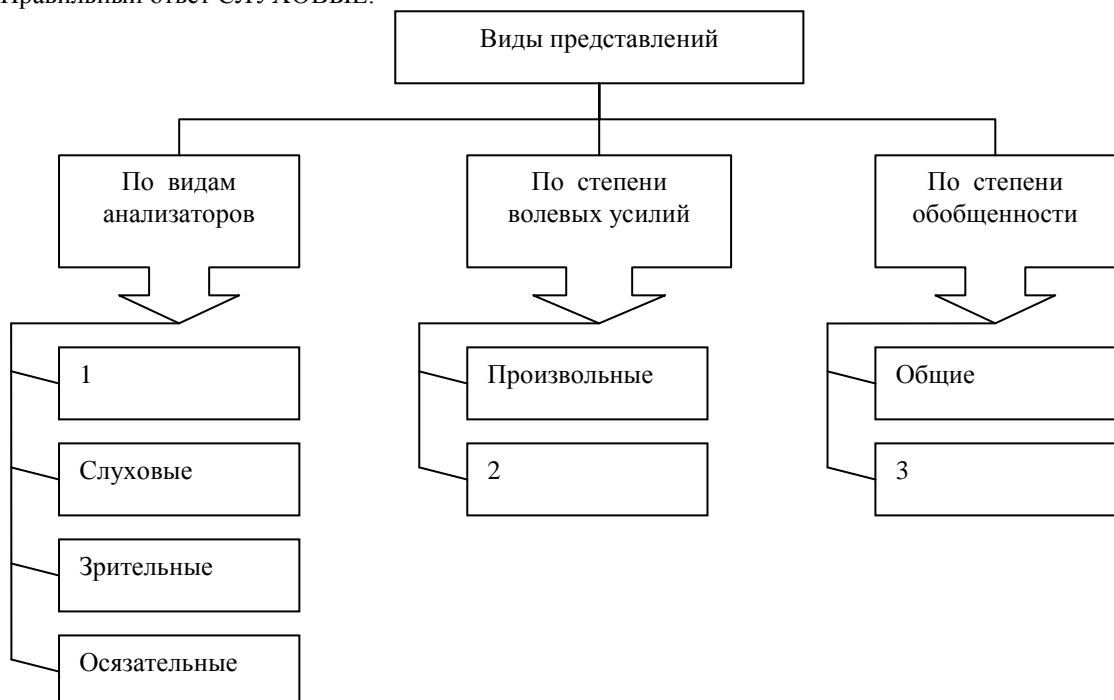 Правильный ответ СЛУХОВЫЕ.
Виды представлений
По видам
анализаторов
По степени
волевых усилий
По степени
обобщенности
1
Произвольные
Общие
Слуховые
2
3
Зрительные
Осязательные